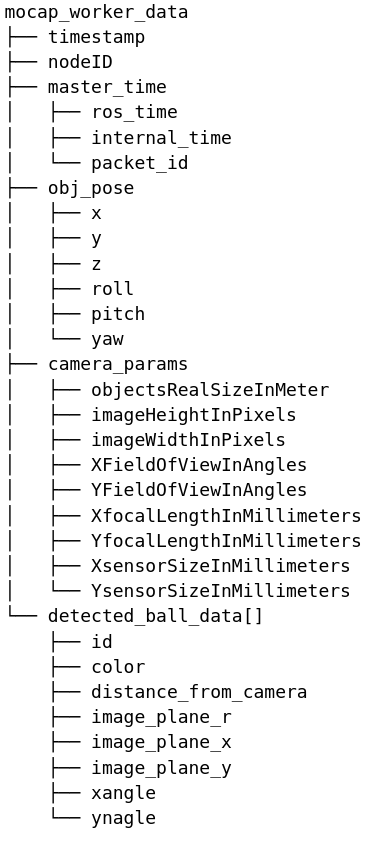 mocap_worker_data
├── timestamp
├── nodeID
├── master_time
│   ├── ros_time
│   ├── internal_time
│   └── packet_id
├── obj_pose
│   ├── x
│   ├── y
│   ├── z
│   ├── roll
│   ├── pitch
│   └── yaw
├── camera_params
│   ├── objectsRealSizeInMeter
│   ├── imageHeightInPixels
│   ├── imageWidthInPixels
│   ├── XFieldOfViewInAngles
│   ├── YFieldOfViewInAngles
│   ├── XfocalLengthInMillimeters
│   ├── YfocalLengthInMillimeters
│   ├── XsensorSizeInMillimeters
│   └── YsensorSizeInMillimeters
└── detected_ball_data[]
    ├── id
    ├── color
    ├── distance_from_camera
    ├── image_plane_r
    ├── image_plane_x
    ├── image_plane_y
    ├── xangle
    └── ynagle